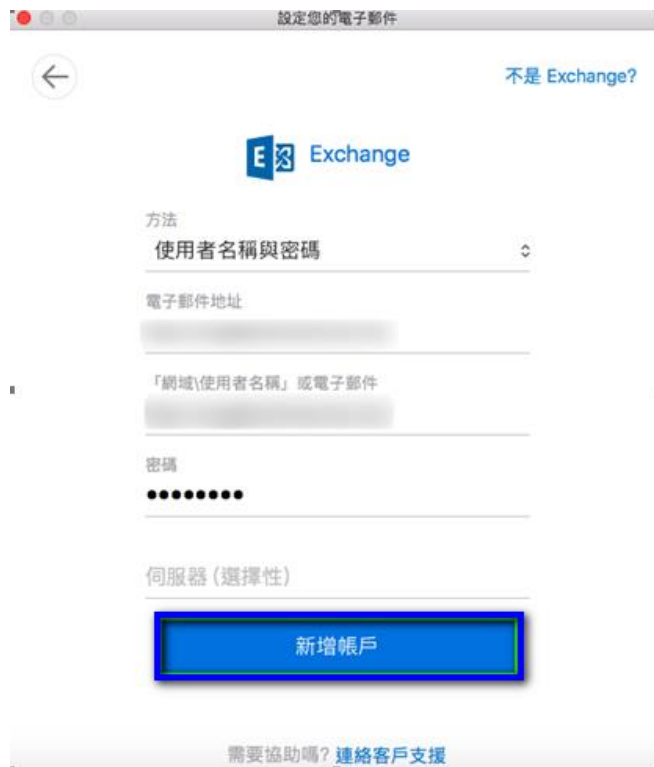 設定您的電子郵件
不是 Exchange?
Exchange
方法
使用者名稱與密碼
電子郵件地址
「網域\使用者名稱」或電子郵件
密碼
••••••••
伺服器 (選擇性)
新增帳戶
需要協助嗎? 連絡客戶支援